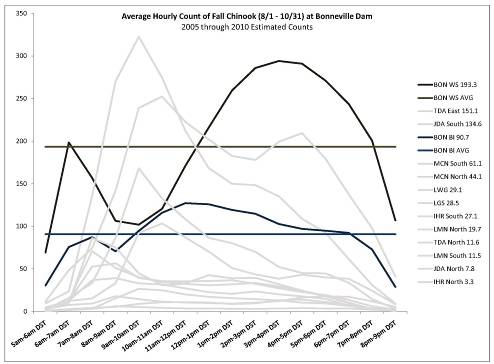 Average Hourly Count of Fall Chinook (8/1 - 10/31) at Bonneville Dam
2005 through 2010 Estimated Counts
350
300
250
200
150
100
50
0
5am-6am DST
6am-7am DST
7am-8am DST
8am-9am DST
9am-10am DST
10am-11am DST
11am-12pm DST
12pm-1pm DST
1pm-2pm DST
2pm-3pm DST
3pm-4pm DST
4pm-5pm DST
5pm-6pm DST
6pm-7pm DST
7pm-8pm DST
8pm-9pm DST
BON WS 193.3
BON WS AVG
TDA East 151.1
JDA South 134.6
BON BI 90.7
BON BI AVG
MCN South 61.1
MCN North 44.1
LWG 29.1
LGS 28.5
IHR South 27.1
LMN North 19.7
TDA North 11.6
LMN South 11.5
JDA North 7.8
IHR North 3.3